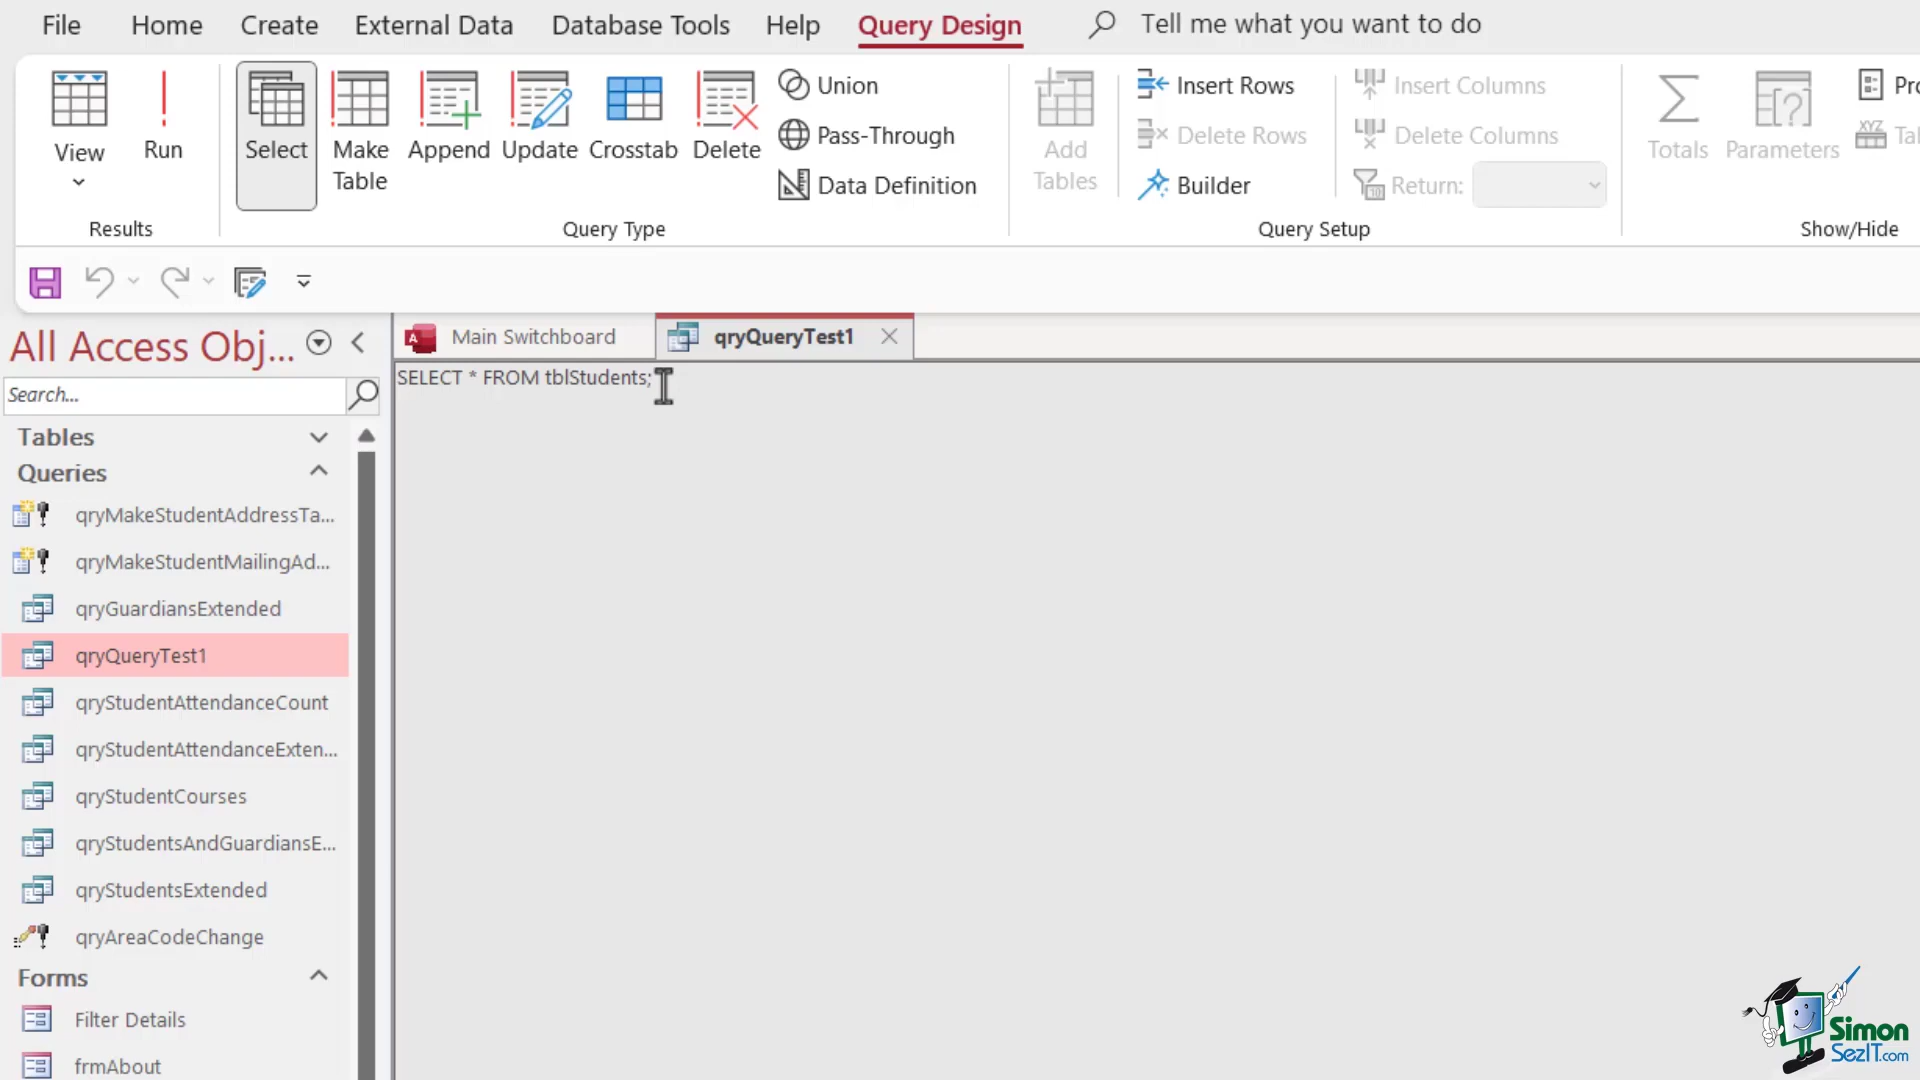 File Home Create External Data Database Tools Help Query Design Tell me what you want to do
View
Run
Select
Make
Table
Append
Update
Crosstab
Delete
Union
Pass-Through
Data Definition
Add
Tables
Insert Rows
Delete Rows
Builder
Insert Columns
Delete Columns
Return:
Totals
Parameters
XYZ
Results
Query Type
Query Setup
Show/Hide
All Access Obj...
Search...
Tables
Queries
qryMakeStudentAddressTa...
qryMakeStudentMailingAd...
qryGuardiansExtended
qryQueryTest1
qryStudentAttendanceCount
qryStudentAttendanceExten...
qryStudentCourses
qryStudentsAndGuardiansE...
qryStudentsExtended
qryAreaCodeChange
Forms
Filter Details
frmAbout
Main Switchboard
qryQueryTest1
SELECT * FROM tblStudents;
Simon
SezIT.com